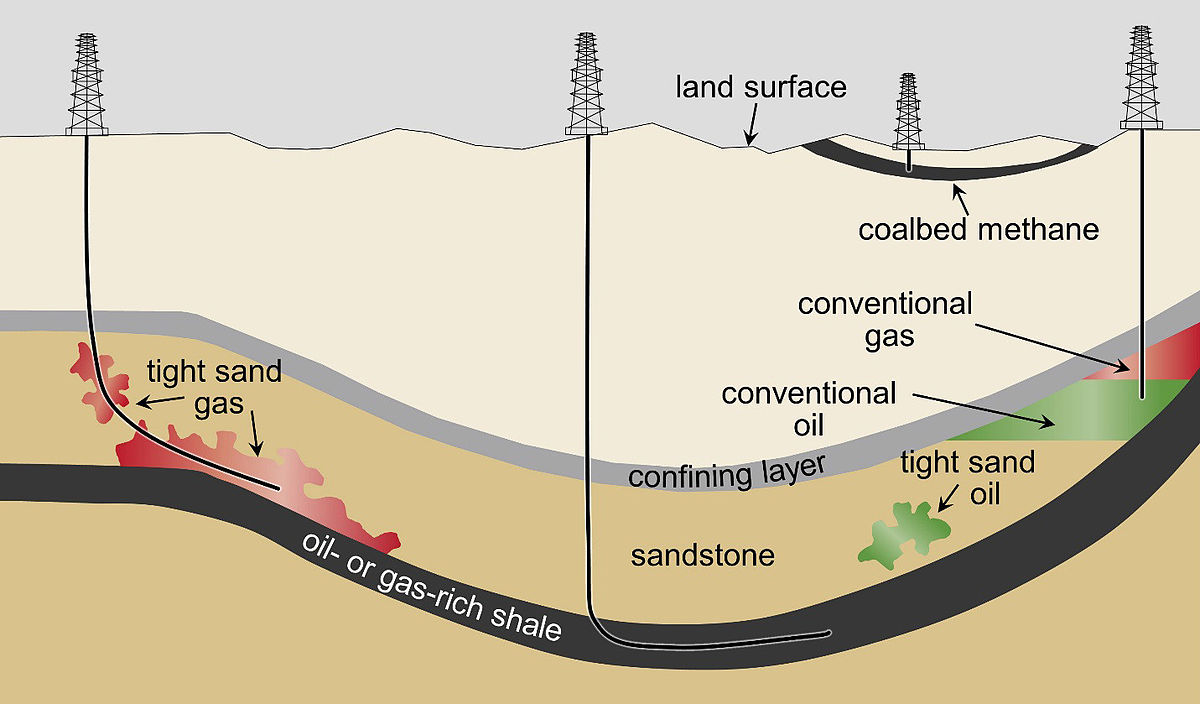 land surface
coalbed methane
conventional
gas
tight sand
gas
conventional
oil
confining layer
tight sand
oil
sandstone
oil- or gas-rich shale